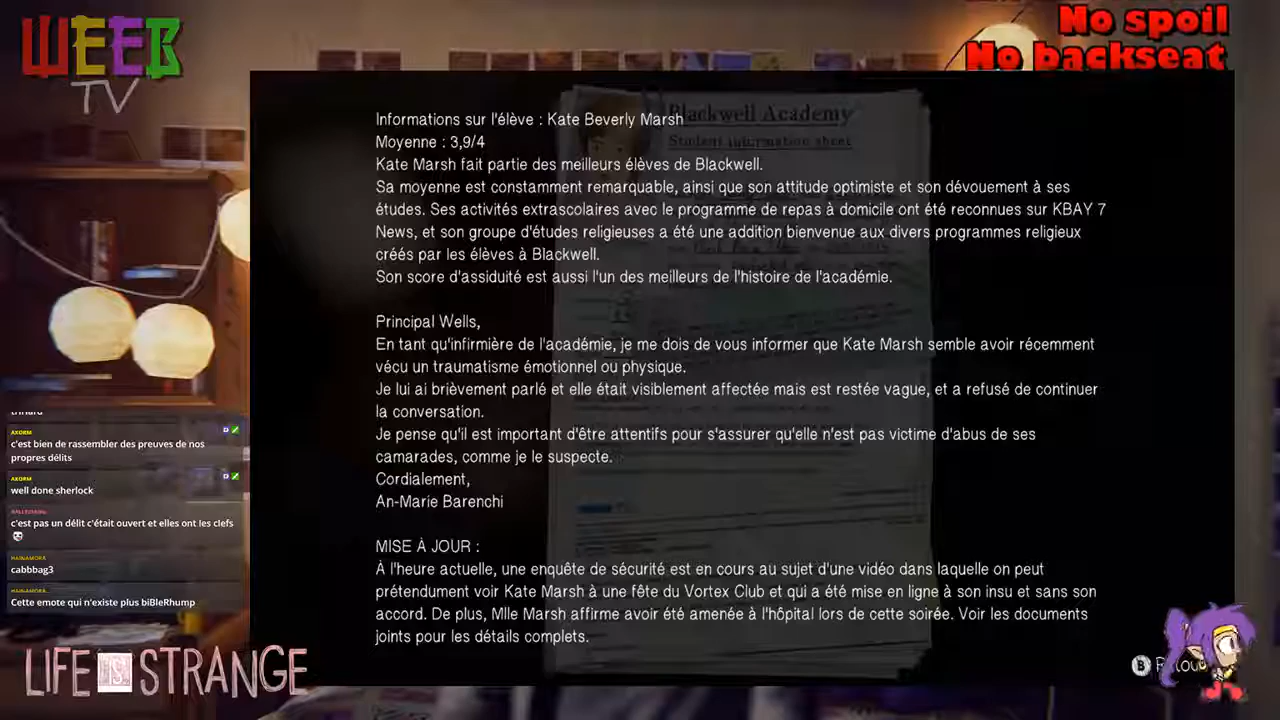 WEEB
TV
No spoil
No backseat
Blackwell Academy
Student information sheet
Informations sur l'élève : Kate Beverly Marsh
Moyenne : 3,9/4
Kate Marsh fait partie des meilleurs élèves de Blackwell.
Sa moyenne est constamment remarquable, ainsi que son attitude optimiste et son dévouement à ses
études. Ses activités extrascolaires avec le programme de repas à domicile ont été reconnues sur KBAY 7
News, et son groupe d'études religieuses a été une addition bienvenue aux divers programmes religieux
créés par les élèves à Blackwell.
Son score d'assiduité est aussi l'un des meilleurs de l'histoire de l'académie.
Principal Wells,
En tant qu'infirmière de l'académie, je me dois de vous informer que Kate Marsh semble avoir récemment
vécu un traumatisme émotionnel ou physique.
Je lui ai brièvement parlé et elle était visiblement affectée mais est restée vague, et a refusé de continuer
la conversation.
Je pense qu'il est important d'être attentifs pour s'assurer qu'elle n'est pas victime d'abus de ses
camarades, comme je le suspecte.
Cordialement,
An-Marie Barenchi
MISE À JOUR :
À l'heure actuelle, une enquête de sécurité est en cours au sujet d'une vidéo dans laquelle on peut
prétendument voir Kate Marsh à une fête du Vortex Club et qui a été mise en ligne à son insu et sans son
accord. De plus, Mlle Marsh affirme avoir été amenée à l'hôpital lors de cette soirée. Voir les documents
joints pour les détails complets.
AXORM
c'est bien de rassembler des preuves de nos
propres délits
AXORM
well done sherlock
c'est pas un délit c'était ouvert et elles ont les clefs
HAINAMORA
cabbbag3
HAINAMORA
Cette emote qui n'existe plus biBleRhump
LIFE IS STRANGE
B